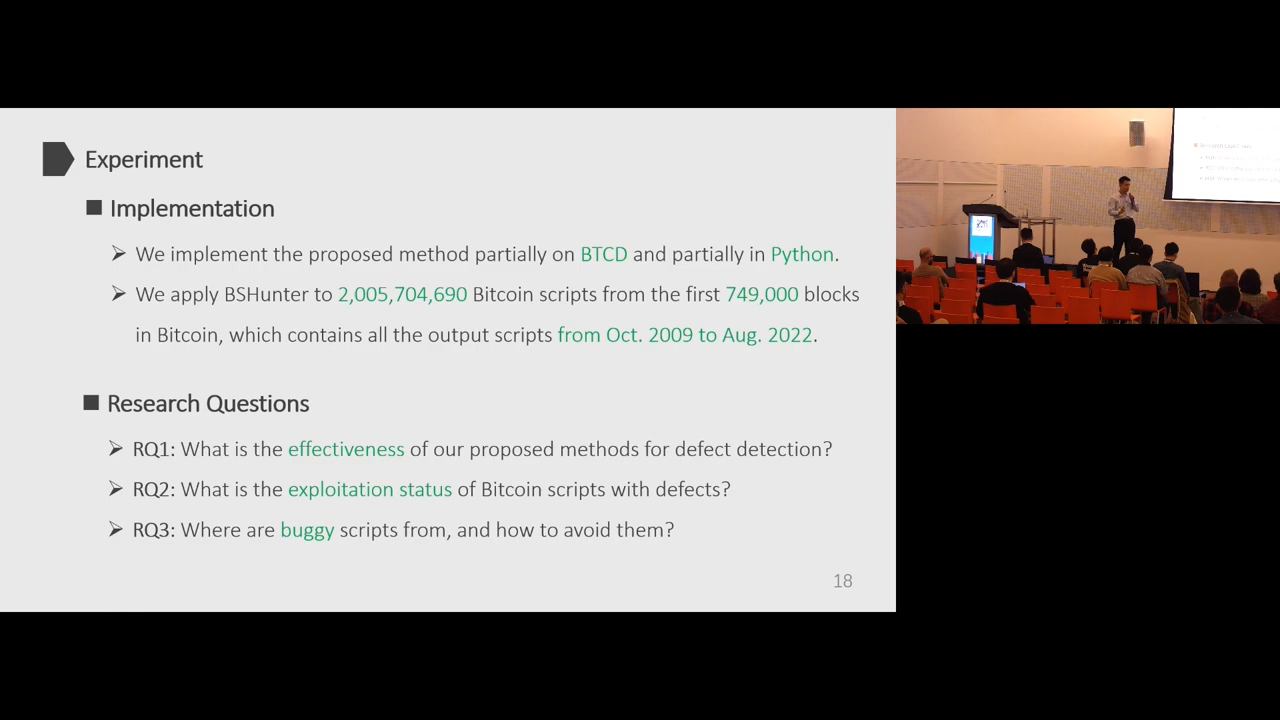 Experiment
Implementation
We implement the proposed method partially on BTCD and partially in Python.
We apply BSHunter to 2,005,704,690 Bitcoin scripts from the first 749,000 blocks
in Bitcoin, which contains all the output scripts from Oct. 2009 to Aug. 2022.
Research Questions
RQ1: What is the effectiveness of our proposed methods for defect detection?
RQ2: What is the exploitation status of Bitcoin scripts with defects?
RQ3: Where are buggy scripts from, and how to avoid them?
18